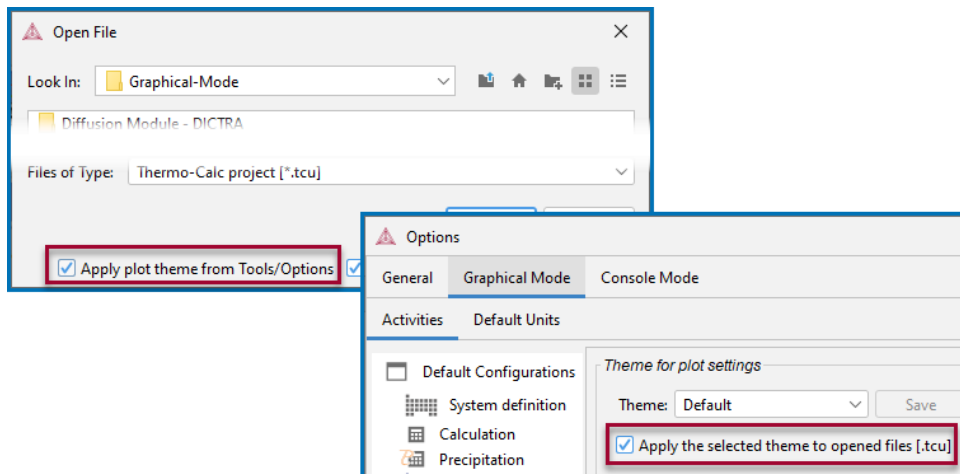 Open File
Look In: Graphical-Mode
Diffusion Module - DICTRA
Files of Type: Thermo-Calc project [*.tcu]
Apply plot theme from Tools/Options
Options
General Graphical Mode Console Mode
Activities Default Units
Default Configurations
System definition
Calculation
Precipitation
Theme for plot settings
Theme: Default Save
Apply the selected theme to opened files [.tcu]